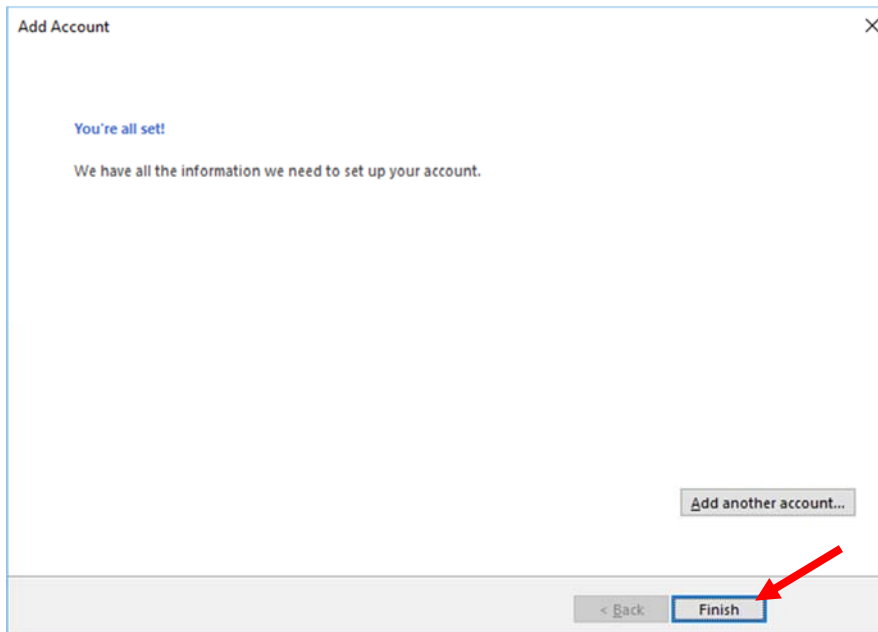 Add Account
You're all set!
We have all the information we need to set up your account.
Add another account...
< Back
Finish